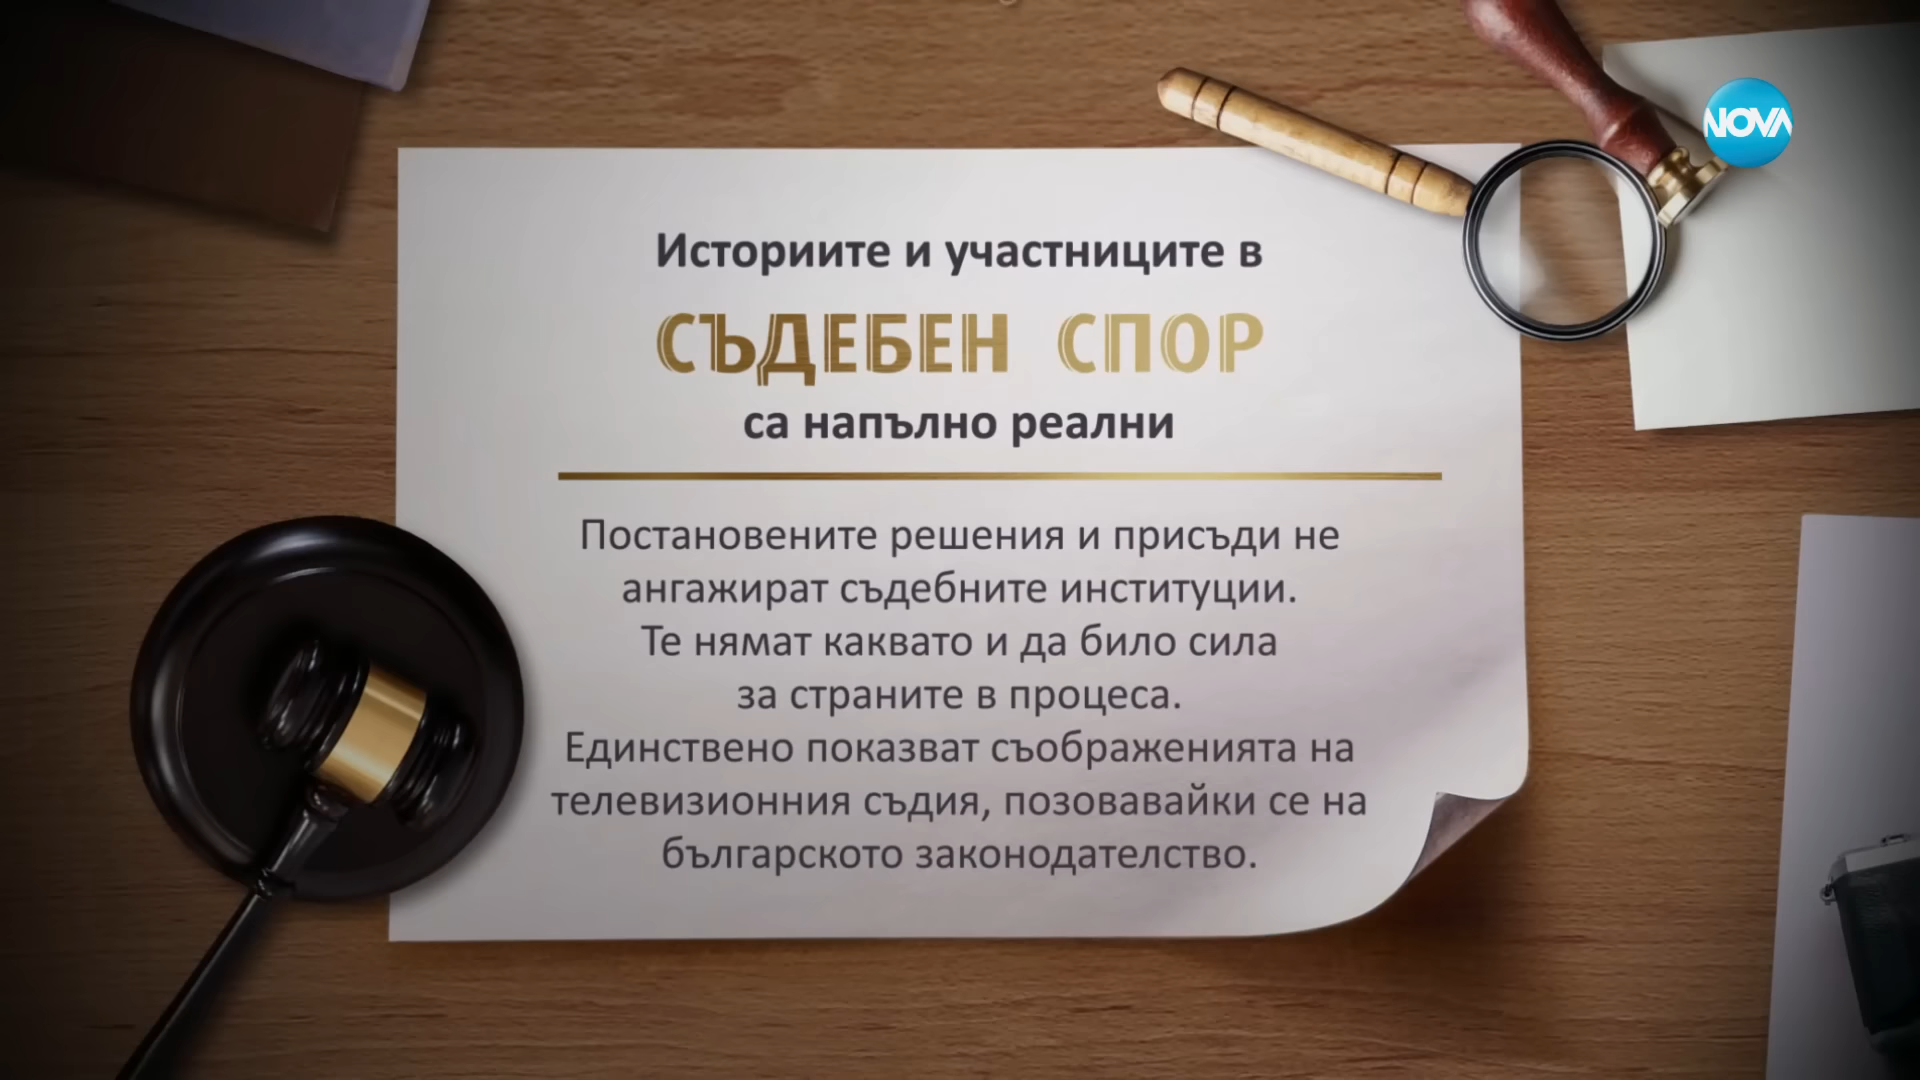 NOVA
Историите и участниците в
СЪДЕБЕН СПОР
са напълно реални
Постановените решения и присъди не
ангажират съдебните институции.
Те нямат каквато и да било сила
за страните в процеса.
Единствено показват съображенията на
телевизионния съдия, позовавайки се на
българското законодателство.